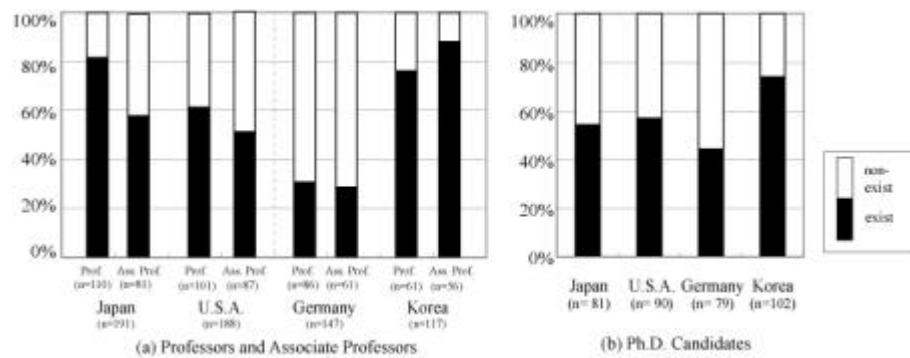 100%
80%
60%
40%
20%
0%
Prof. Ass. Prof. Prof. Ass. Prof. Prof. Ass. Prof. Prof. Ass. Prof.
(n=110) (n=81) (n=101) (n=87) (n=86) (n=61) (n=61) (n=56)
Japan U.S.A. Germany Korea
(n=191) (n=188) (n=147) (n=117)
(a) Professors and Associate Professors
100%
80%
60%
40%
20%
0%
Japan U.S.A. Germany Korea
(n= 81) (n= 90) (n= 79) (n=102)
(b) Ph.D. Candidates
non-
exist
exist